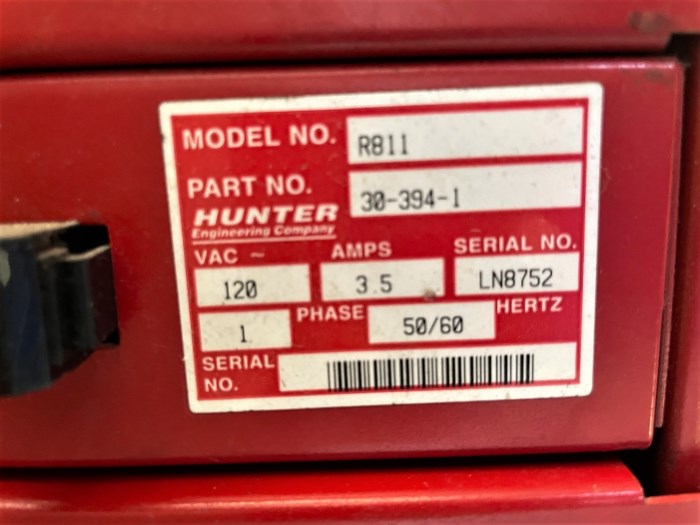 MODEL NO. R811
PART NO. 30-394-1
HUNTER
Engineering Company
VAC ~ AMPS SERIAL NO.
120 3.5 LN8752
1 PHASE 50/60 HERTZ
SERIAL NO.